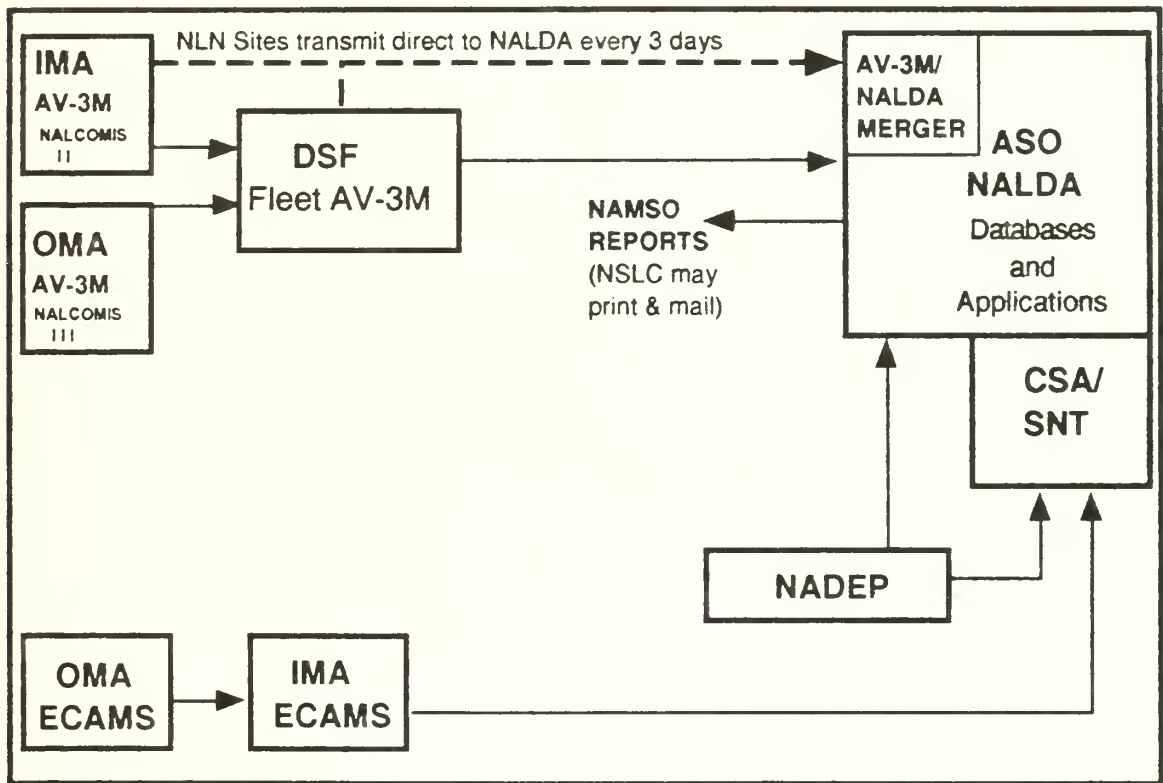 NLN Sites transmit direct to NALDA every 3 days
IMA
AV-3M
NALCOMIS
II
OMA
AV-3M
NALCOMIS
III
DSF
Fleet AV-3M
AV-3M/
NALDA
MERGER
ASO
NALDA
Databases
and
Applications
NAMSO
REPORTS
(NSLC may
print & mail)
CSA/
SNT
NADEP
OMA
ECAMS
IMA
ECAMS